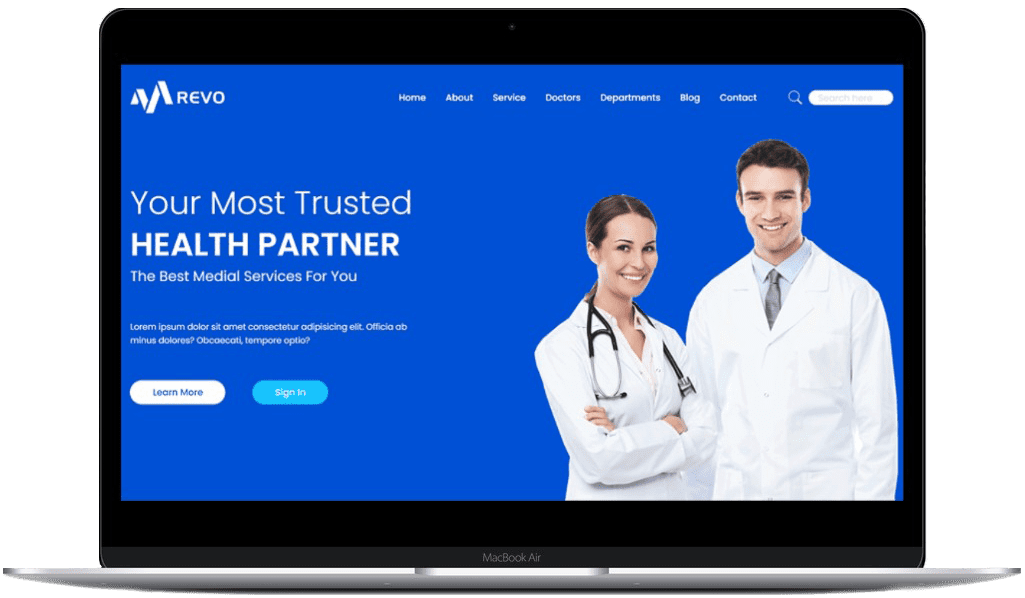 REVO
Home About Service Doctors Departments Blog Contact Search here
Your Most Trusted
HEALTH PARTNER
The Best Medial Services For You
Lorem ipsum dolor sit amet consectetur adipisicing elit. Officia ab
minus dolores? Obcaecati, tempore optio?
Learn More Sign In
MacBook Air